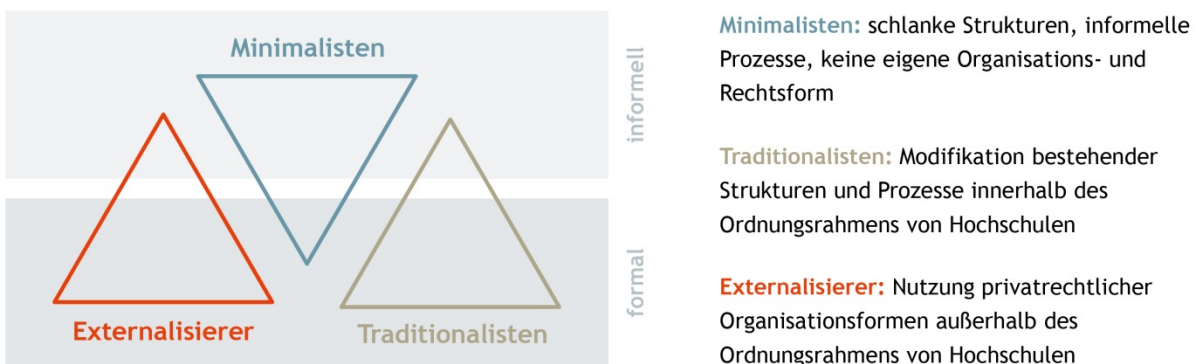 Minimalisten
Externalisierer
Traditionalisten
informell
formal
Minimalisten: schlanke Strukturen, informelle
Prozesse, keine eigene Organisations- und
Rechtsform
Traditionalisten: Modifikation bestehender
Strukturen und Prozesse innerhalb des
Ordnungsrahmens von Hochschulen
Externalisierer: Nutzung privatrechtlicher
Organisationsformen außerhalb des
Ordnungsrahmens von Hochschulen